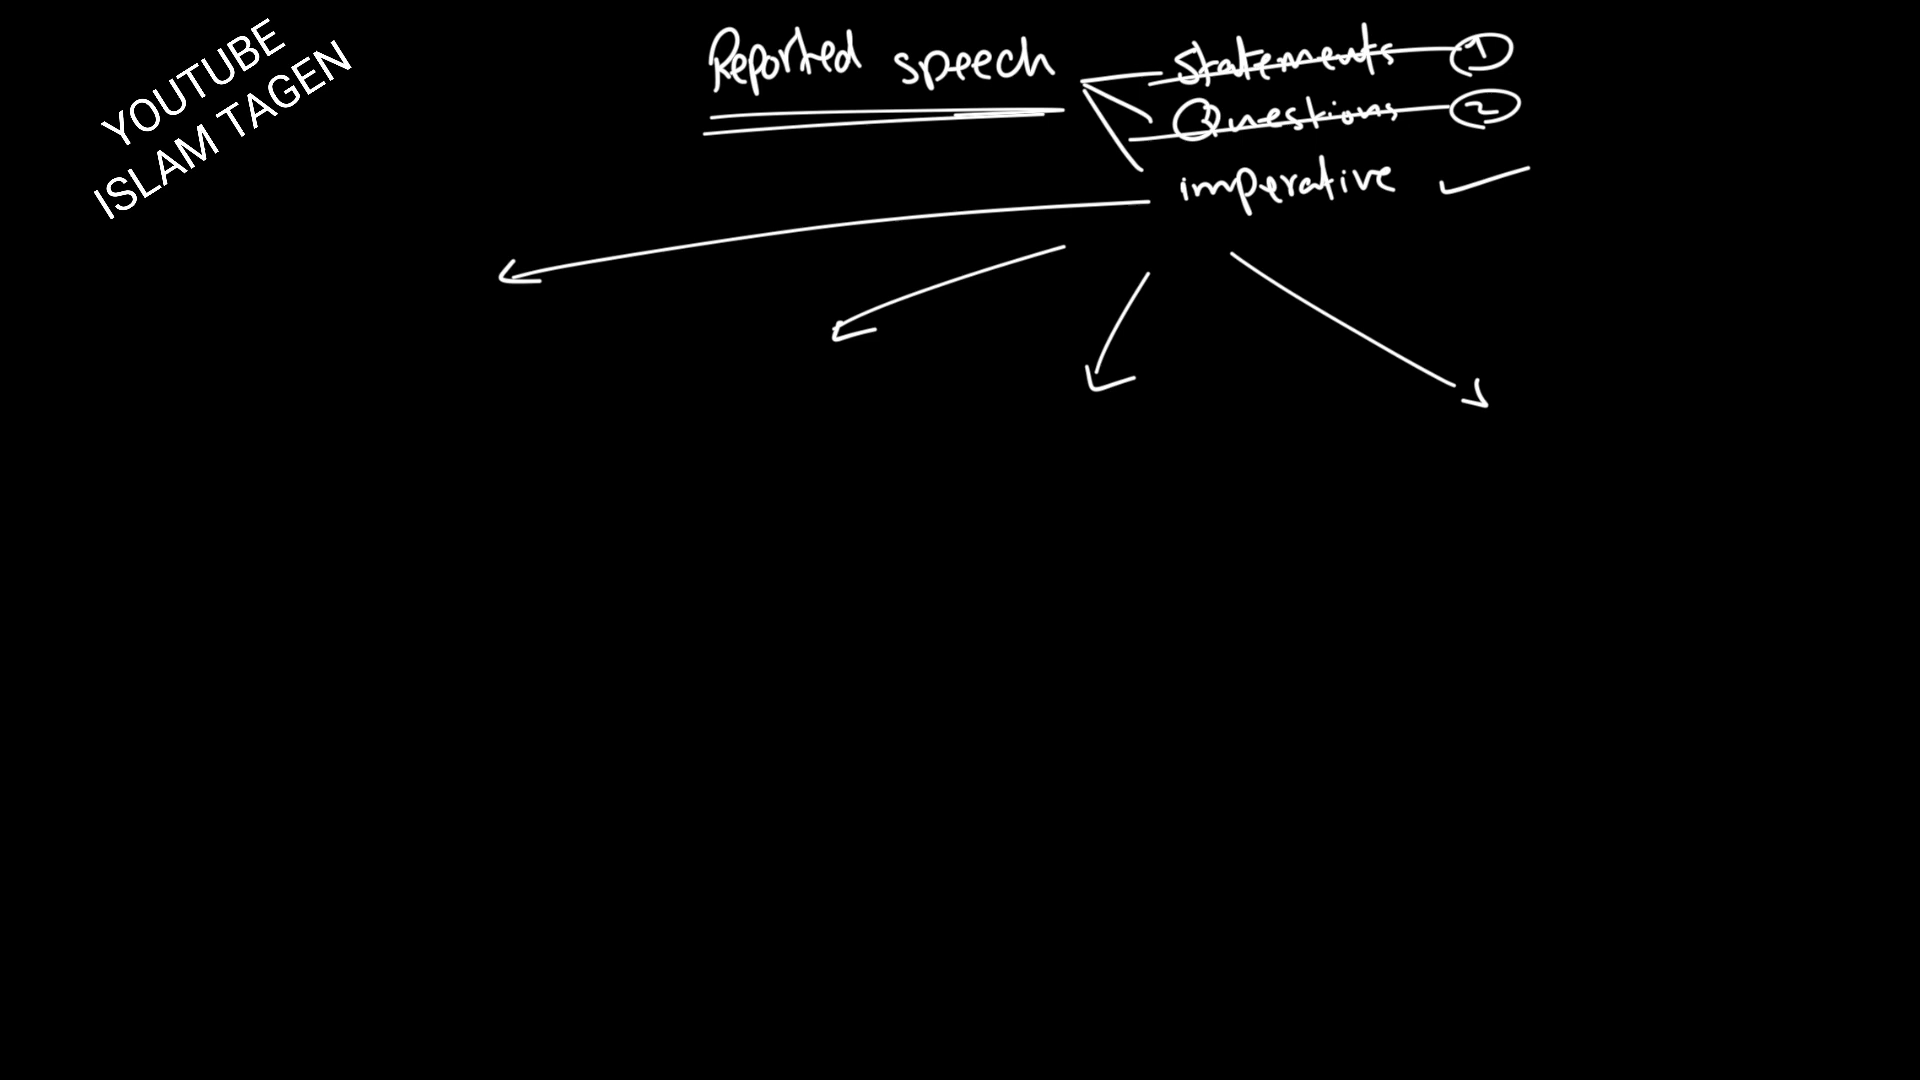 YOUTUBE
ISLAM TAGEN
Reported speech
Statements 1
Questions 2
imperative